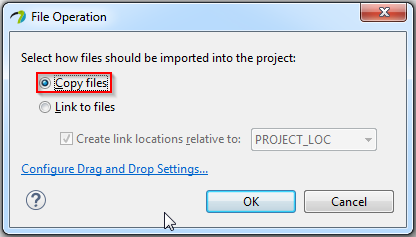 File Operation
Select how files should be imported into the project:
Copy files
Link to files
Create link locations relative to: PROJECT_LOC
Configure Drag and Drop Settings...
? OK Cancel